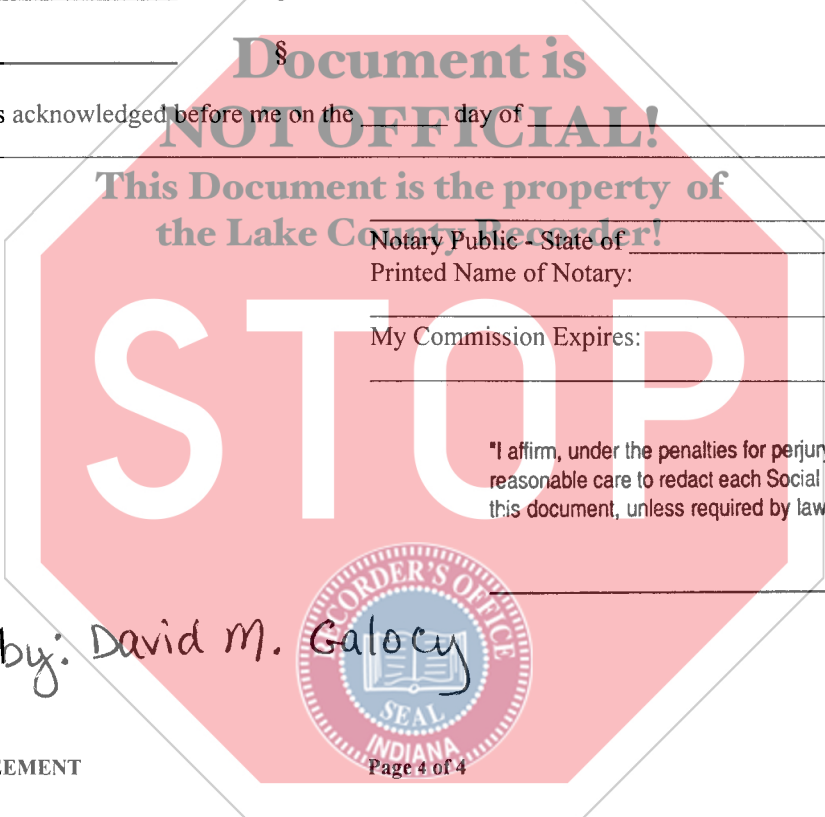 §
Document is
s acknowledged before me on the ______ day of
NOT OFFICIAL!
This Document is the property of
the Lake County Recorder!
Notary Public - State of
Printed Name of Notary:
STOP
My Commission Expires:
"I affirm, under the penalties for perjury
reasonable care to redact each Social
this document, unless required by law
RECORDER'S OFFICE
SEAL
INDIANA
by: David M. Galocy
EEMENT
Page 4 of 4